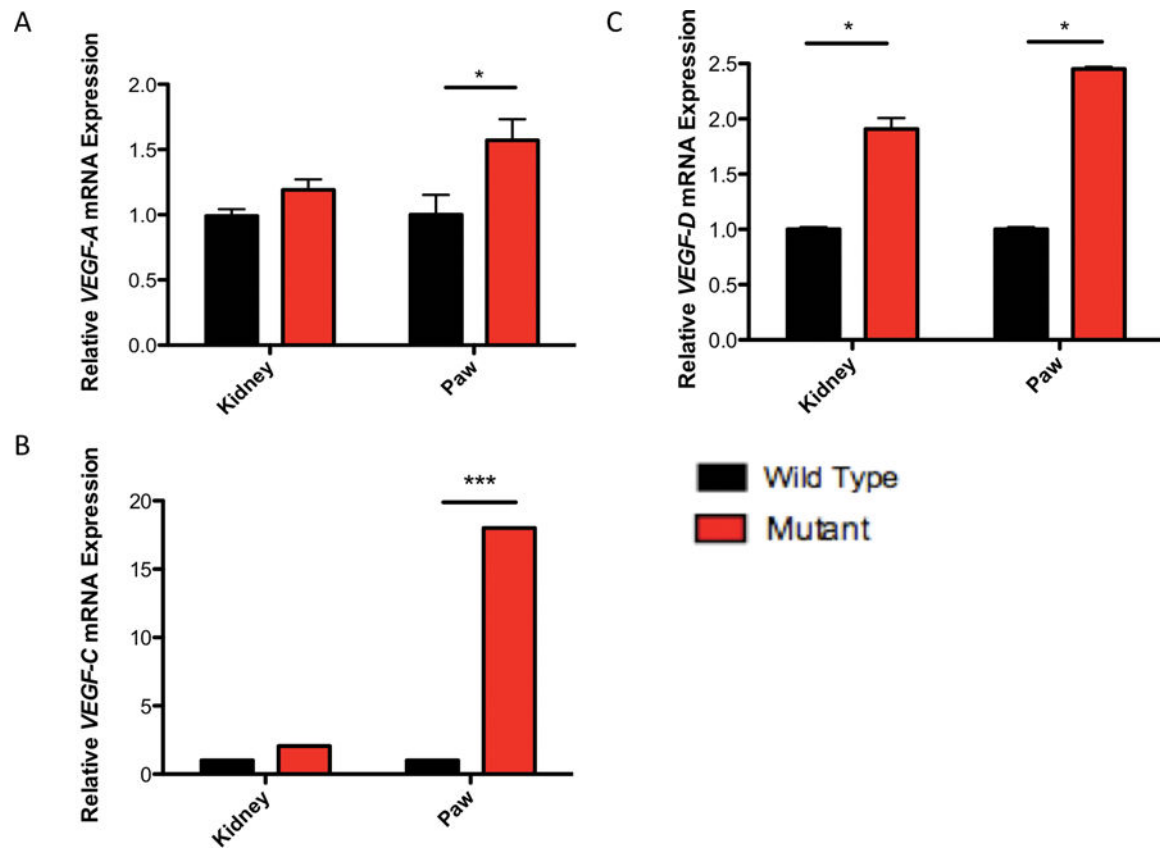 A
Relative VEGF-A mRNA Expression
2.0
1.5
1.0
0.5
0.0
*
Kidney
Paw
B
Relative VEGF-C mRNA Expression
20
15
10
5
0
***
Kidney
Paw
C
Relative VEGF-D mRNA Expression
2.5
2.0
1.5
1.0
0.5
0.0
*
*
Kidney
Paw
Wild Type
Mutant